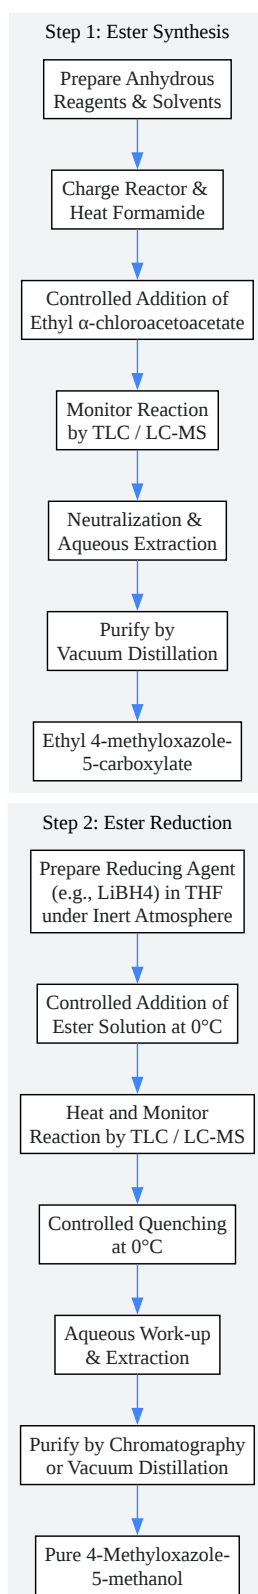 Step 1: Ester Synthesis
Prepare Anhydrous
Reagents & Solvents
Charge Reactor &
Heat Formamide
Controlled Addition of
Ethyl α-chloroacetoacetate
Monitor Reaction
by TLC / LC-MS
Neutralization &
Aqueous Extraction
Purify by
Vacuum Distillation
Ethyl 4-methyloxazole-
5-carboxylate
Step 2: Ester Reduction
Prepare Reducing Agent
(e.g., LiBH4) in THF
under Inert Atmosphere
Controlled Addition of
Ester Solution at 0°C
Heat and Monitor
Reaction by TLC / LC-MS
Controlled Quenching
at 0°C
Aqueous Work-up
& Extraction
Purify by Chromatography
or Vacuum Distillation
Pure 4-Methyloxazole-
5-methanol